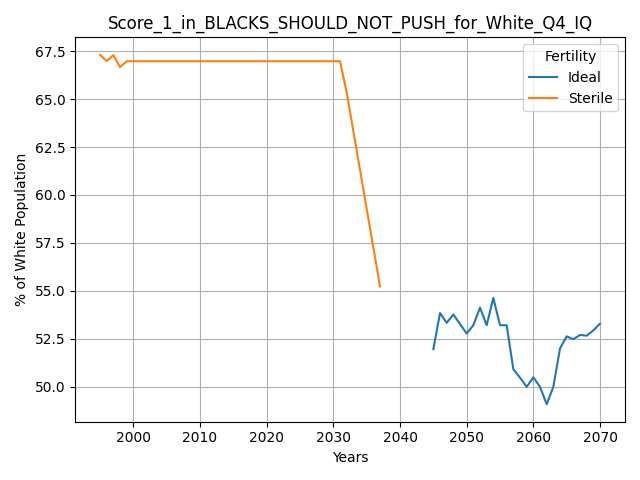 Score_1_in_BLACKS_SHOULD_NOT_PUSH_for_White_Q4_IQ
Fertility
Ideal
Sterile
% of White Population
67.5
65.0
62.5
60.0
57.5
55.0
52.5
50.0
2000 2010 2020 2030 2040 2050 2060 2070
Years